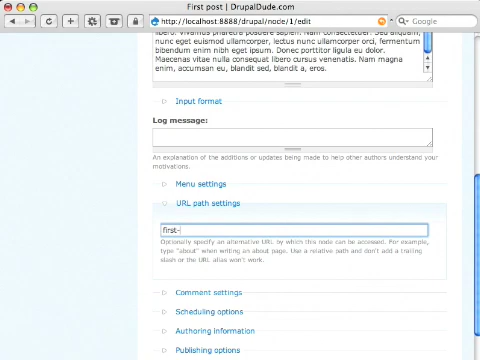 First post | DrupalDude.com
http://localhost:8888/drupal/node/1/edit
Google
libero. Vivamus pharetra posuere sapien. Nam consectetuer. Sed aliquam,
nunc eget euismod ullamcorper, lectus nunc ullamcorper orci, fermentum
bibendum enim nibh eget ipsum. Donec porttitor ligula eu dolor.
Maecenas vitae nulla consequat libero cursus venenatis. Nam magna
enim, accumsan eu, blandit sed, blandit a, eros.
Input format
Log message:
An explanation of the additions or updates being made to help other authors understand your
motivations.
Menu settings
URL path settings
first-
Optionally specify an alternative URL by which this node can be accessed. For example,
type "about" when writing an about page. Use a relative path and don't add a trailing
slash or the URL alias won't work.
Comment settings
Scheduling options
Authoring information
Publishing options